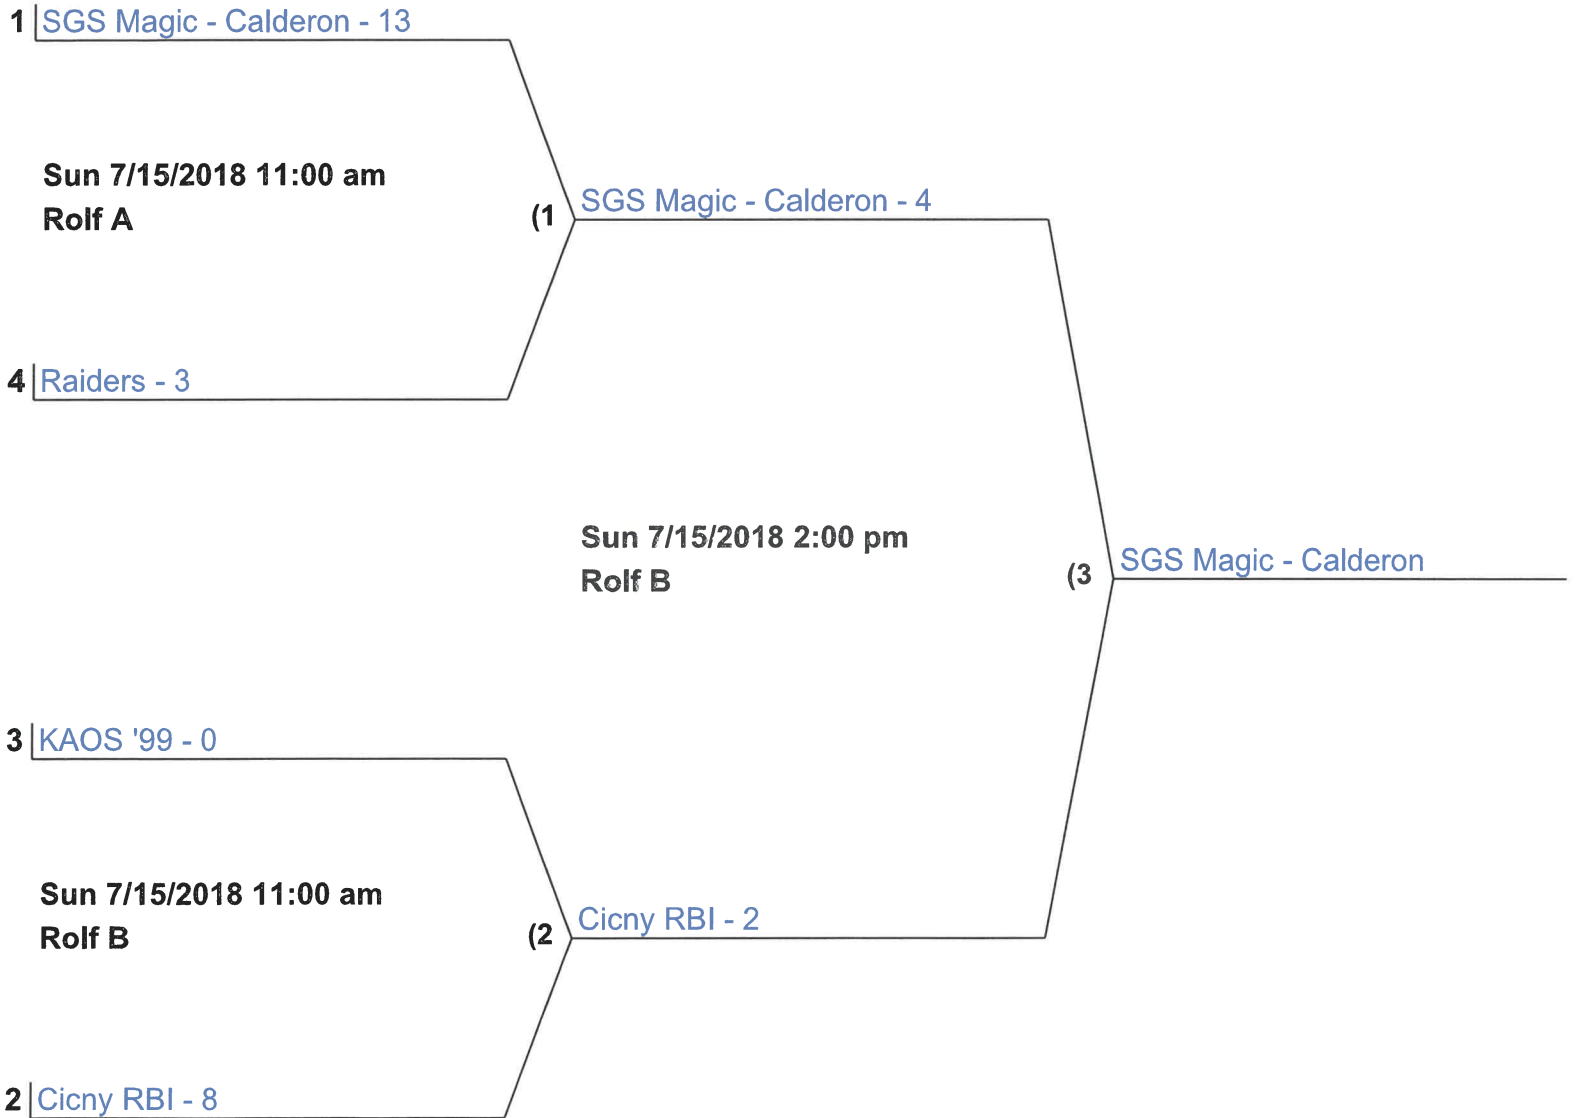 1 SGS Magic - Calderon - 13
Sun 7/15/2018 11:00 am
Rolf A
(1 SGS Magic - Calderon - 4
4 Raiders - 3
Sun 7/15/2018 2:00 pm
Rolf B
(3 SGS Magic - Calderon
3 KAOS '99 - 0
Sun 7/15/2018 11:00 am
Rolf B
(2 Cicny RBI - 2
2 Cicny RBI - 8